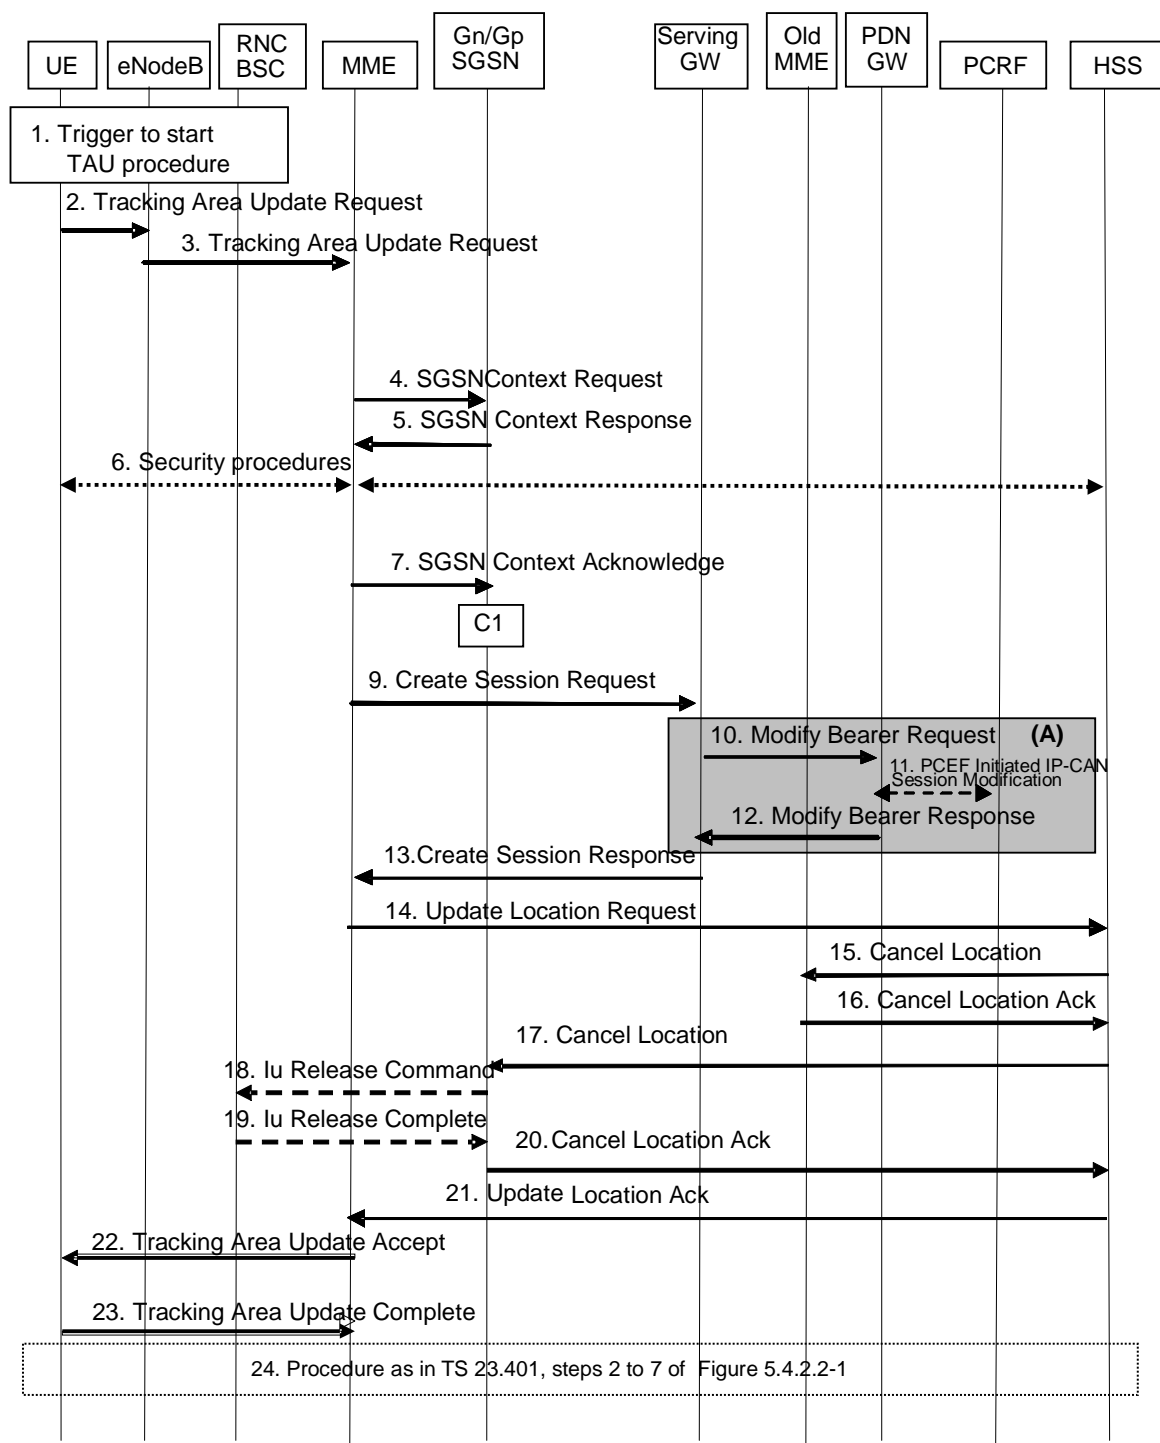 UE
eNodeB
RNC
BSC
MME
Gn/Gp
SGSN
Serving
GW
Old
MME
PDN
GW
PCRF
HSS
1. Trigger to start
TAU procedure
2. Tracking Area Update Request
3. Tracking Area Update Request
4. SGSNContext Request
5. SGSN Context Response
6. Security procedures
7. SGSN Context Acknowledge
C1
9. Create Session Request
10. Modify Bearer Request (A)
11. PCEF Initiated IP-CAN
Session Modification
12. Modify Bearer Response
13.Create Session Response
14. Update Location Request
15. Cancel Location
16. Cancel Location Ack
17. Cancel Location
18. Iu Release Command
19. Iu Release Complete
20. Cancel Location Ack
21. Update Location Ack
22. Tracking Area Update Accept
23. Tracking Area Update Complete
24. Procedure as in TS 23.401, steps 2 to 7 of Figure 5.4.2.2-1